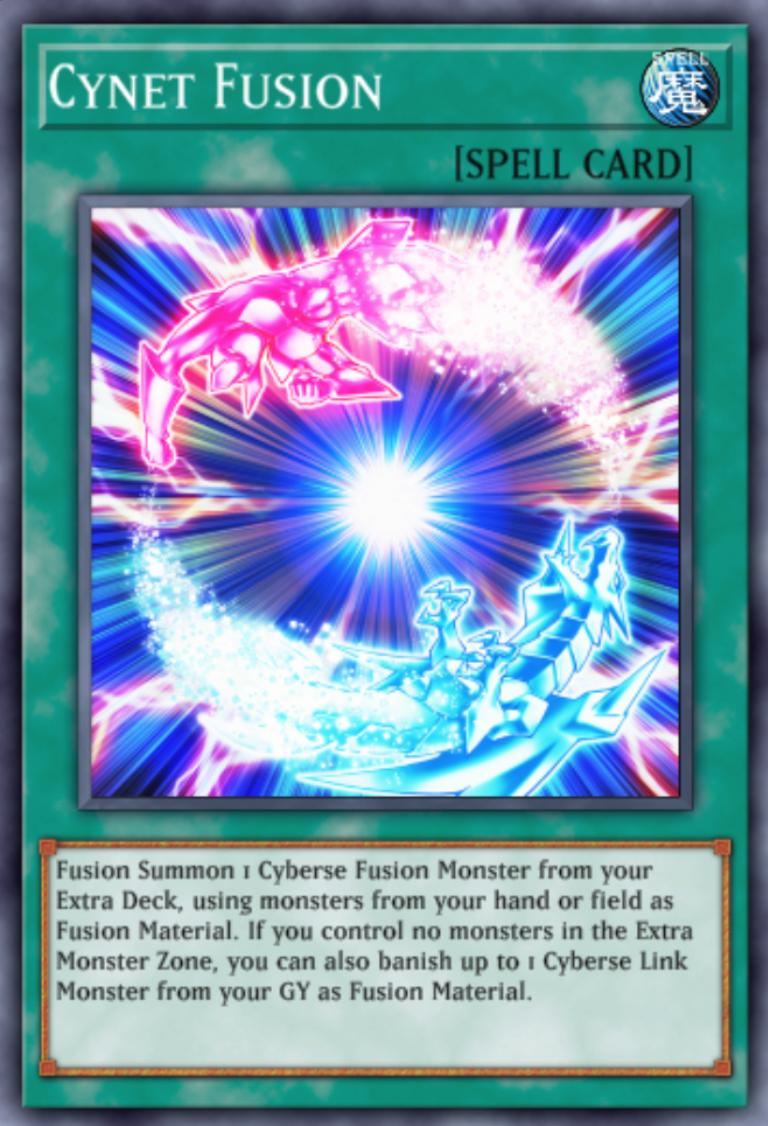 Cynet Fusion
SPELL
魔
[SPELL CARD]
Fusion Summon 1 Cyberse Fusion Monster from your
Extra Deck, using monsters from your hand or field as
Fusion Material. If you control no monsters in the Extra
Monster Zone, you can also banish up to 1 Cyberse Link
Monster from your GY as Fusion Material.